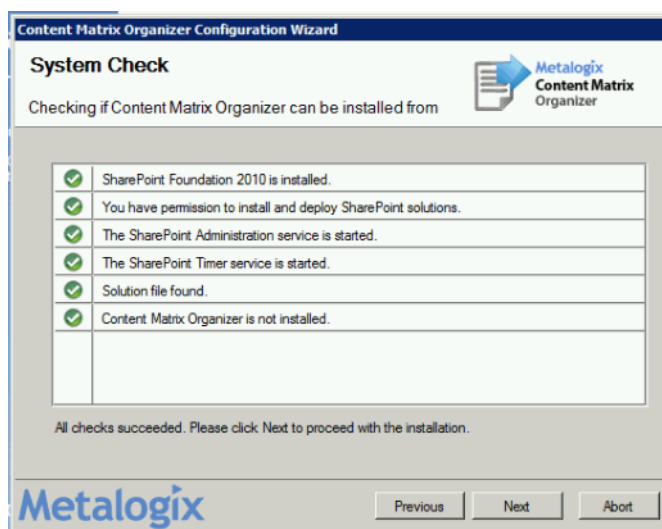 Content Matrix Organizer Configuration Wizard
System Check
Metalogix
Content Matrix
Organizer
Checking if Content Matrix Organizer can be installed from
SharePoint Foundation 2010 is installed.
You have permission to install and deploy SharePoint solutions.
The SharePoint Administration service is started.
The SharePoint Timer service is started.
Solution file found.
Content Matrix Organizer is not installed.
All checks succeeded. Please click Next to proceed with the installation.
Metalogix
Previous Next Abort